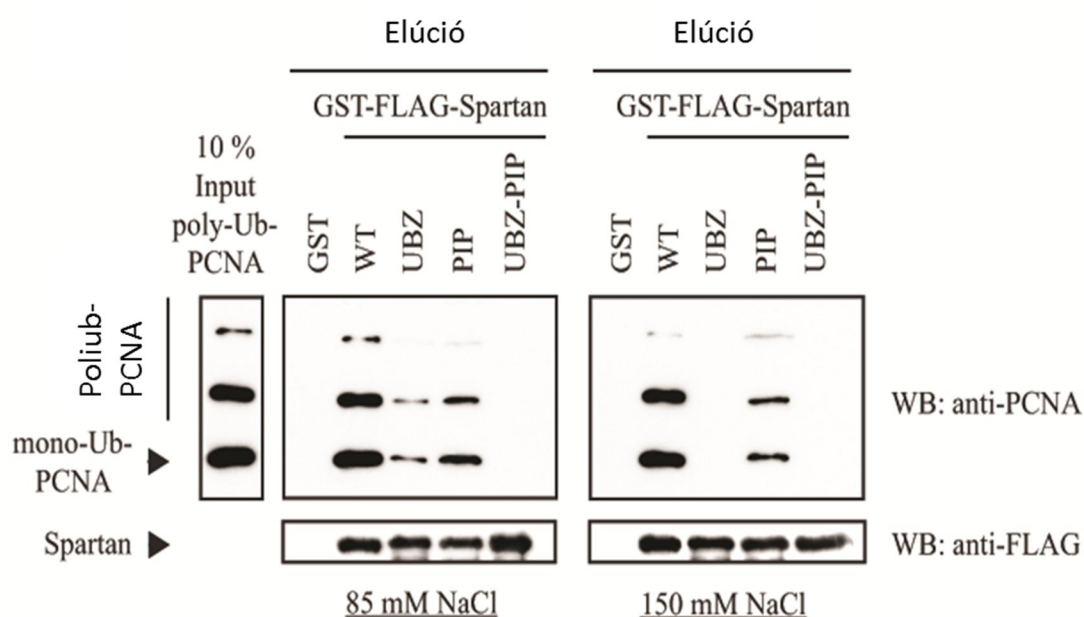 Elúció
Elúció
GST-FLAG-Spartan
GST-FLAG-Spartan
10 %
Input
poly-Ub-
PCNA
GST
WT
UBZ
PIP
UBZ-PIP
GST
WT
UBZ
PIP
UBZ-PIP
Poliub-
PCNA
mono-Ub-
PCNA
WB: anti-PCNA
Spartan
WB: anti-FLAG
85 mM NaCl
150 mM NaCl